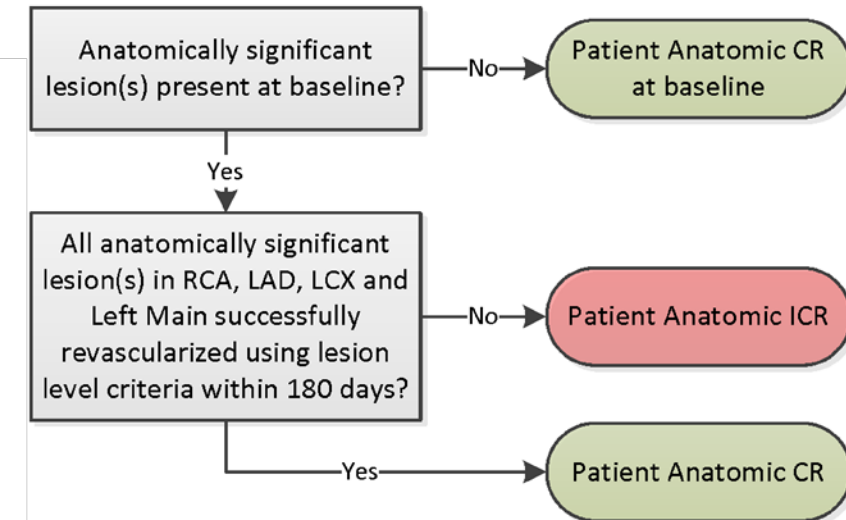 Anatomically significant
lesion(s) present at baseline?
No
Patient Anatomic CR
at baseline
Yes
All anatomically significant
lesion(s) in RCA, LAD, LCX and
Left Main successfully
revascularized using lesion
level criteria within 180 days?
No
Patient Anatomic ICR
Yes
Patient Anatomic CR